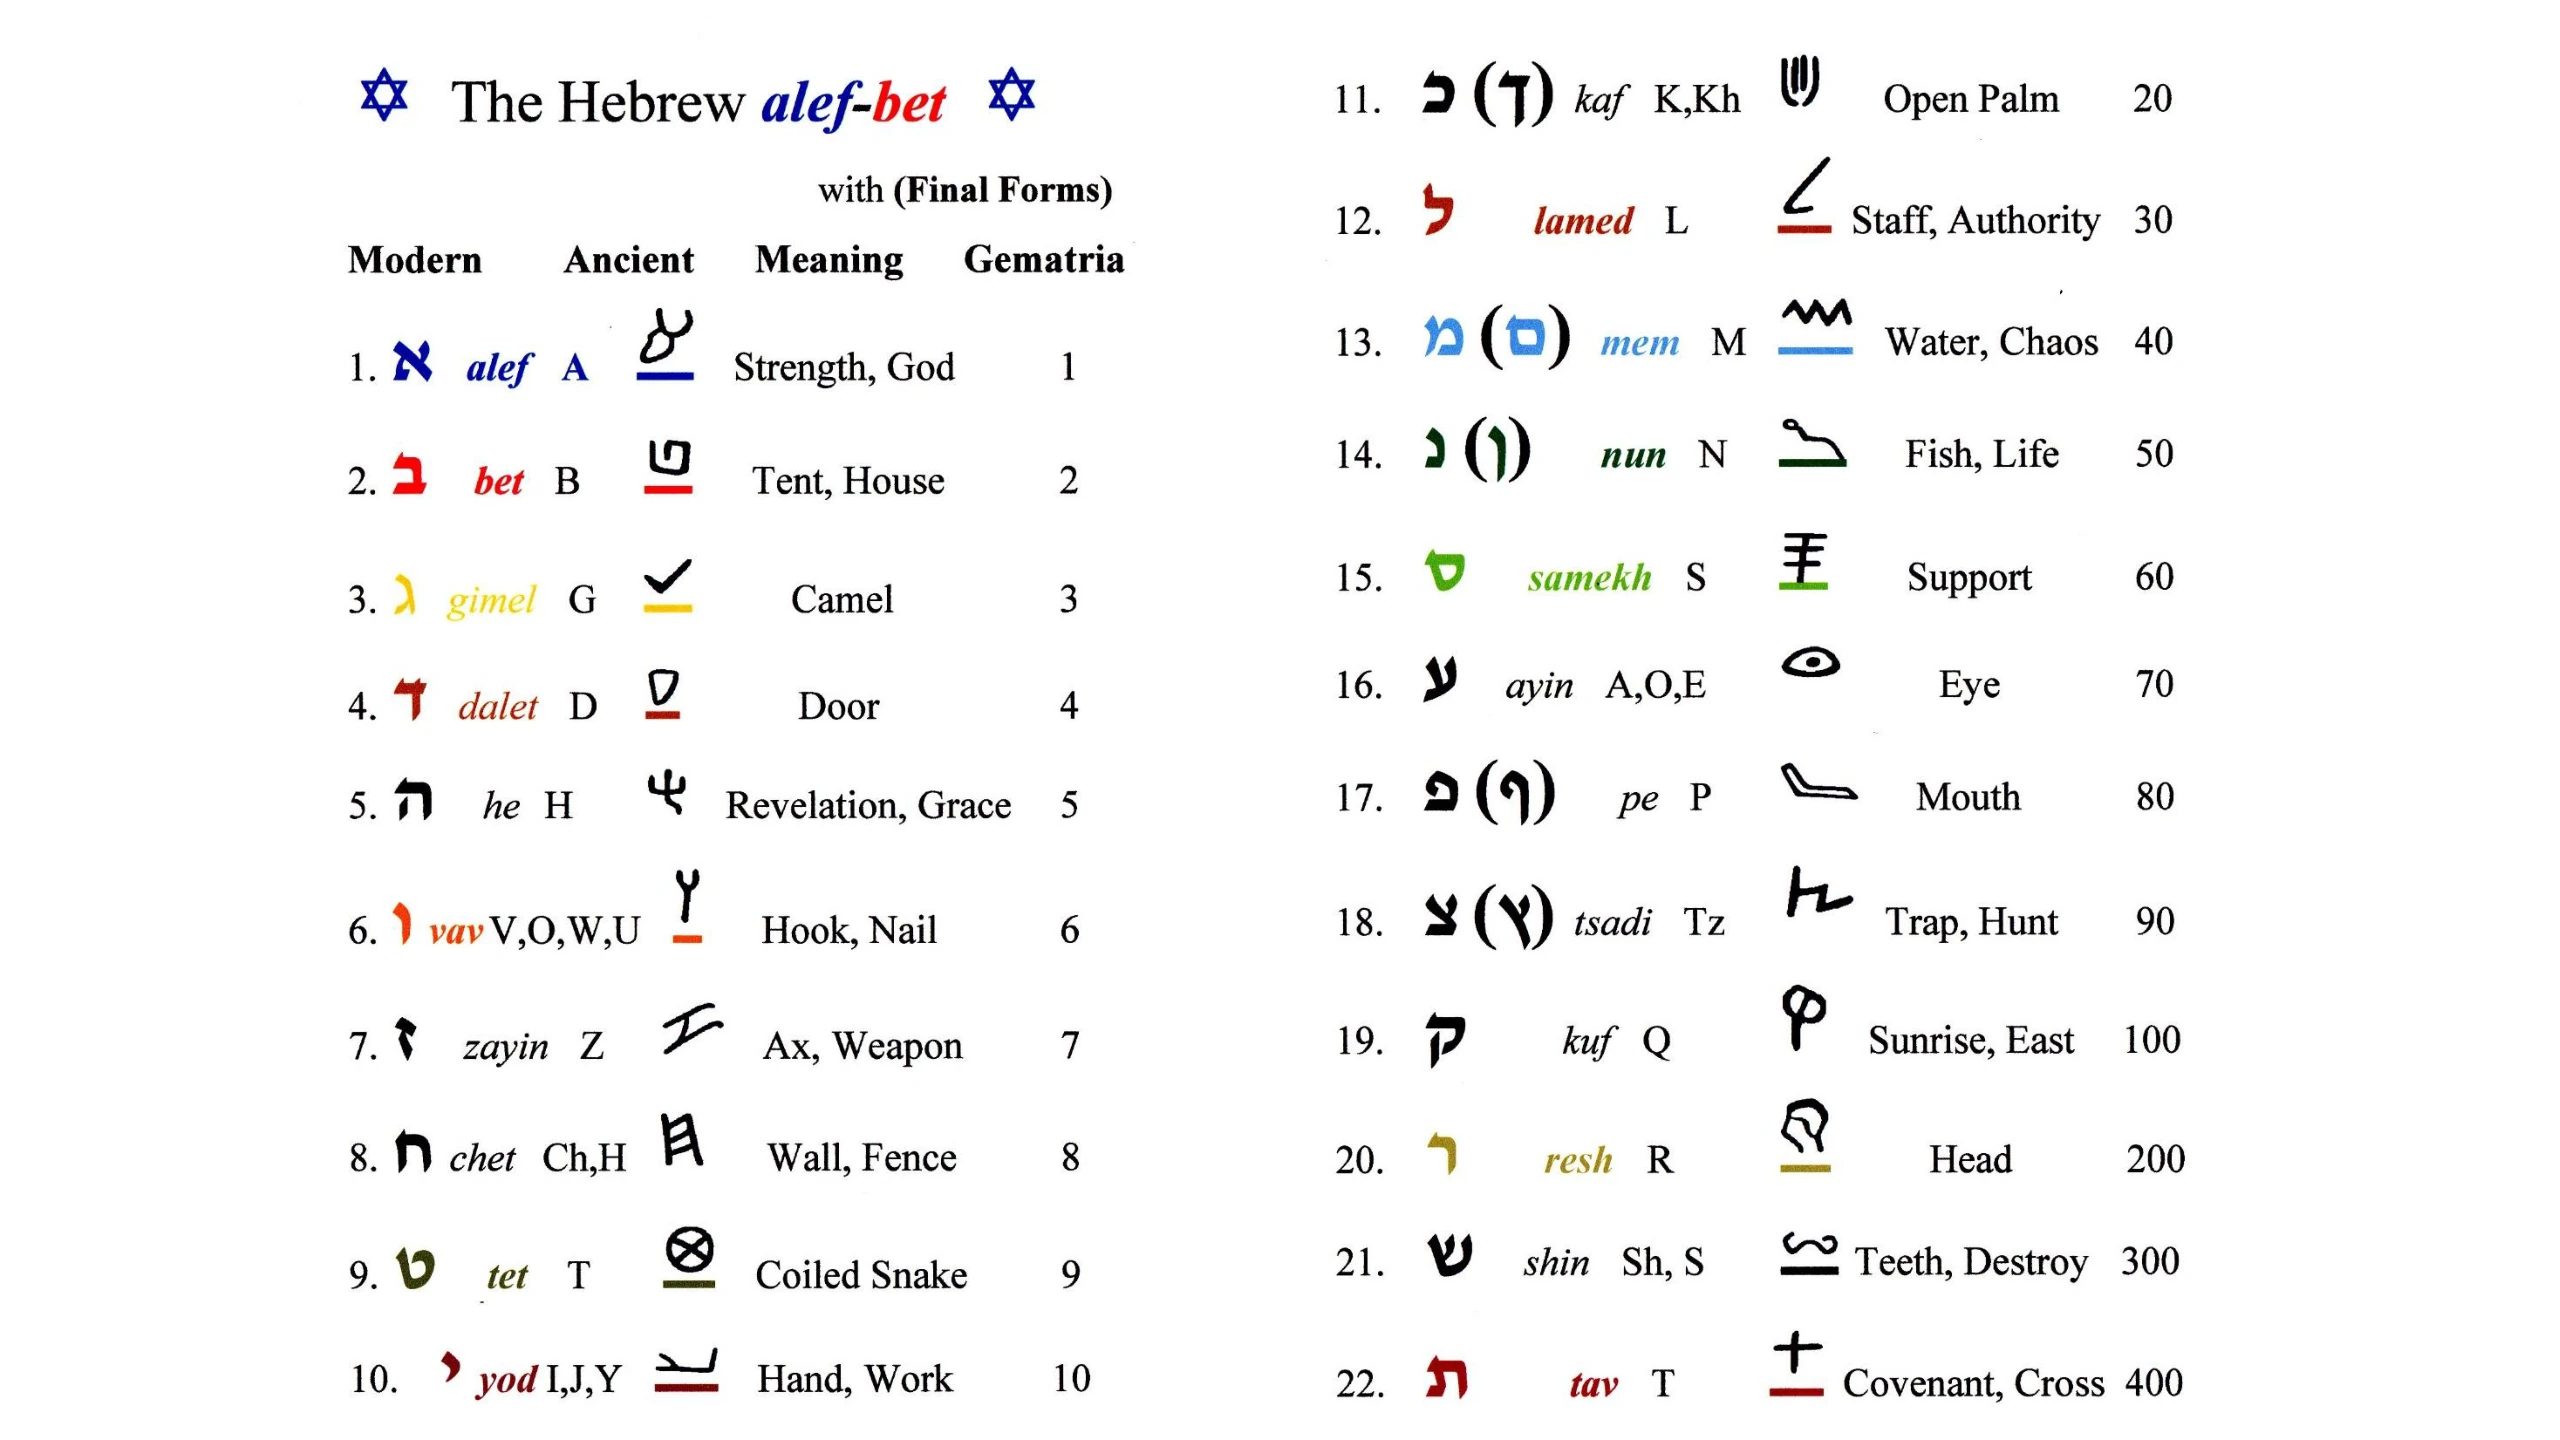 The Hebrew alef-bet
with (Final Forms)
Modern Ancient Meaning Gematria
1. א alef A Strength, God 1
2. ב bet B Tent, House 2
3. ג gimel G Camel 3
4. ד dalet D Door 4
5. ה he H Revelation, Grace 5
6. ו vav V,O,W,U Hook, Nail 6
7. ז zayin Z Ax, Weapon 7
8. ח chet Ch,H Wall, Fence 8
9. ט tet T Coiled Snake 9
10. י yod I,J,Y Hand, Work 10
11. כ (ך) kaf K,Kh Open Palm 20
12. ל lamed L Staff, Authority 30
13. מ (ם) mem M Water, Chaos 40
14. נ (ן) nun N Fish, Life 50
15. ס samekh S Support 60
16. ע ayin A,O,E Eye 70
17. פ (ף) pe P Mouth 80
18. צ (ץ) tsadi Tz Trap, Hunt 90
19. ק kuf Q Sunrise, East 100
20. ר resh R Head 200
21. ש shin Sh, S Teeth, Destroy 300
22. ת tav T Covenant, Cross 400